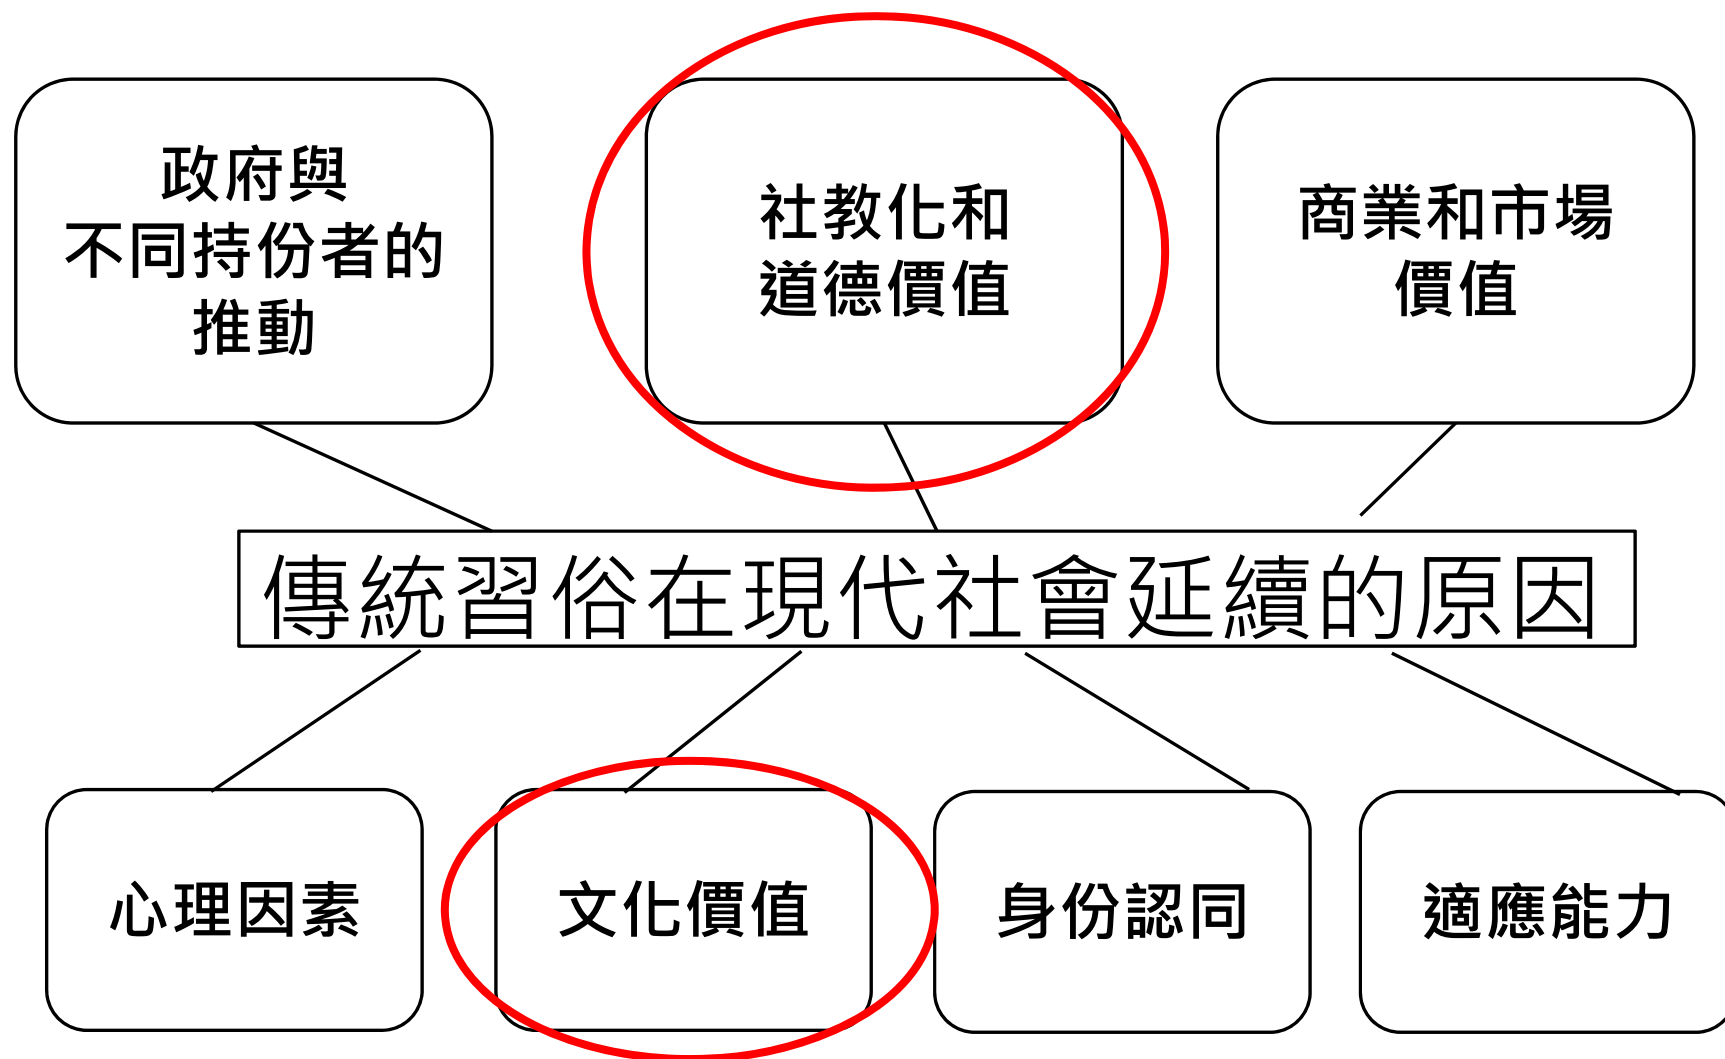 政府與
不同持份者的
推動
社教化和
道德價值
商業和市場
價值
傳統習俗在現代社會延續的原因
心理因素
文化價值
身份認同
適應能力